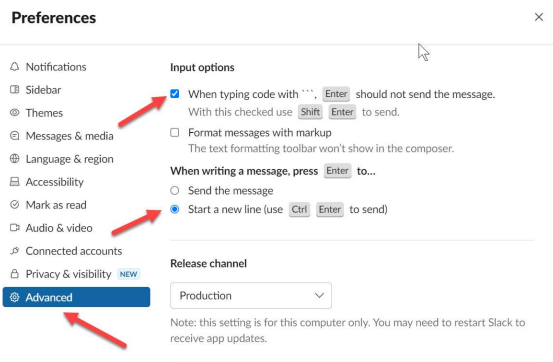 Preferences
Notifications
Sidebar
Themes
Messages & media
Language & region
Accessibility
Mark as read
Audio & video
Connected accounts
Privacy & visibility NEW
Advanced
Input options
When typing code with ```, Enter should not send the message.
With this checked use Shift Enter to send.
Format messages with markup
The text formatting toolbar won't show in the composer.
When writing a message, press Enter to...
Send the message
Start a new line (use Ctrl Enter to send)
Release channel
Production
Note: this setting is for this computer only. You may need to restart Slack to
receive app updates.